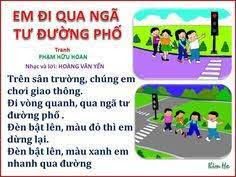 EM ĐI QUA NGÃ
TƯ ĐƯỜNG PHỐ
Tranh
PHẠM HỮU HOAN
Nhạc và lời: HOÀNG VĂN YẾN
Trên sân trường, chúng em
chơi giao thông.
Đi vòng quanh, qua ngã tư
đường phố .
Đèn bật lên, màu đỏ thì em
dừng lại.
Đèn bật lên, màu xanh em
nhanh qua đường
Kim Ho